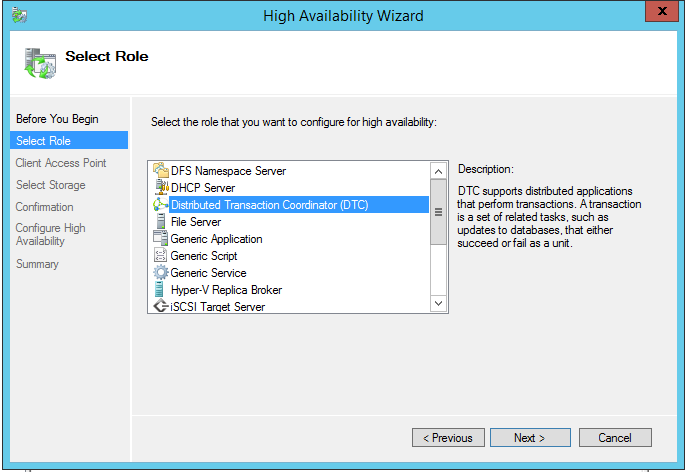 High Availability Wizard
x
Select Role
Before You Begin
Select Role
Client Access Point
Select Storage
Confirmation
Configure High
Availability
Summary
Select the role that you want to configure for high availability:
DFS Namespace Server
DHCP Server
Distributed Transaction Coordinator (DTC)
File Server
Generic Application
Generic Script
Generic Service
Hyper-V Replica Broker
iSCSI Target Server
Description:
DTC supports distributed applications
that perform transactions. A transaction
is a set of related tasks, such as
updates to databases, that either
succeed or fail as a unit.
< Previous
Next >
Cancel